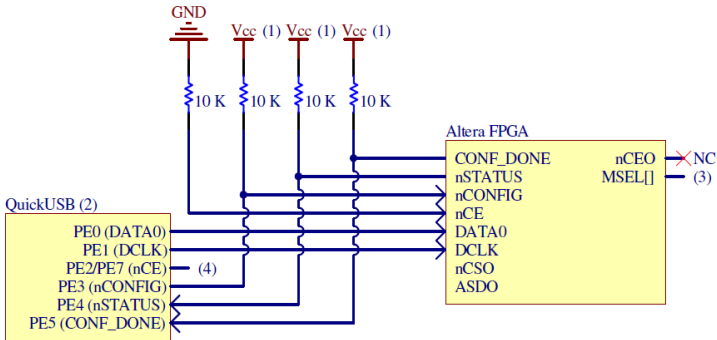 GND
Vcc (1) Vcc (1) Vcc (1)
10 K 10 K 10 K 10 K
Altera FPGA
CONF_DONE nCEO NC
nSTATUS MSEL[] (3)
nCONFIG
nCE
DATA0
DCLK
nCSO
ASDO
QuickUSB (2)
PE0 (DATA0)
PE1 (DCLK)
PE2/PE7 (nCE) (4)
PE3 (nCONFIG)
PE4 (nSTATUS)
PE5 (CONF_DONE)